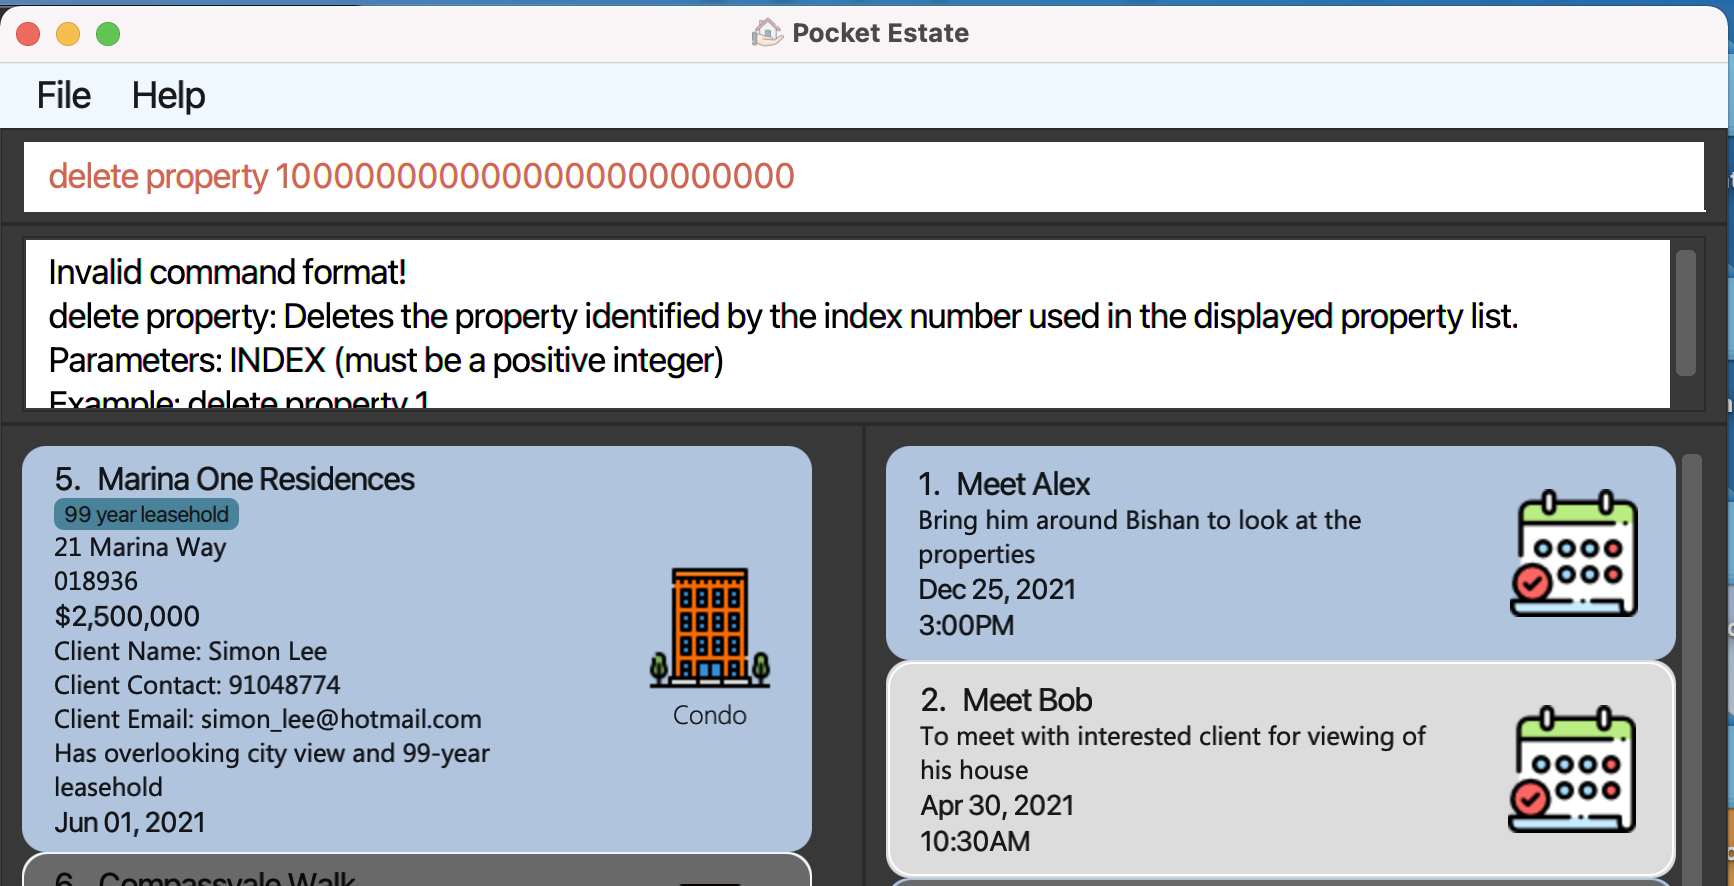 Pocket Estate
File Help
delete property 1000000000000000000000000
Invalid command format!
delete property: Deletes the property identified by the index number used in the displayed property list.
Parameters: INDEX (must be a positive integer)
Example: delete property 1
5. Marina One Residences
99 year leasehold
21 Marina Way
018936
$2,500,000
Client Name: Simon Lee
Client Contact: 91048774
Client Email: simon_lee@hotmail.com
Has overlooking city view and 99-year
leasehold
Jun 01, 2021
Condo
6. Compassvale Walk
1. Meet Alex
Bring him around Bishan to look at the
properties
Dec 25, 2021
3:00PM
2. Meet Bob
To meet with interested client for viewing of
his house
Apr 30, 2021
10:30AM